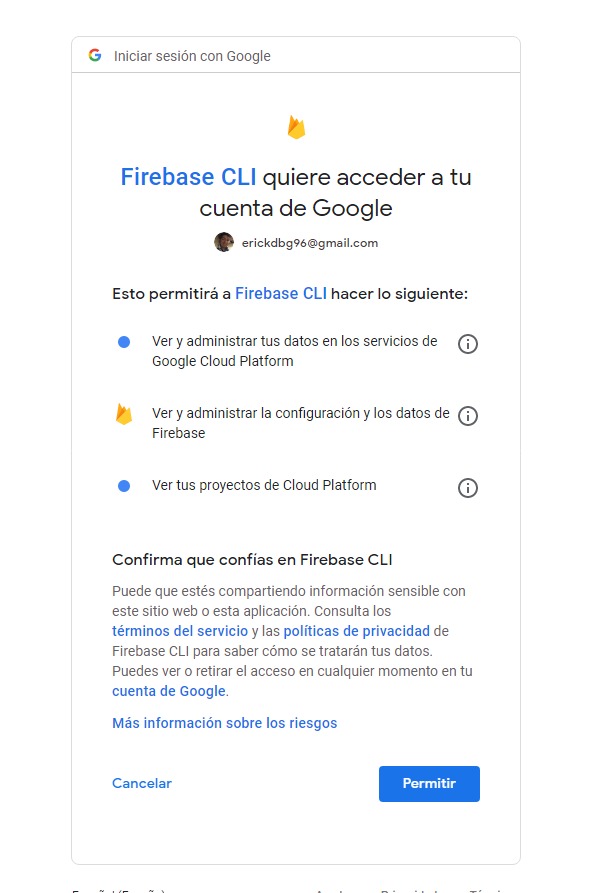 Iniciar sesión con Google
Firebase CLI quiere acceder a tu
cuenta de Google
erickdbg96@gmail.com
Esto permitirá a Firebase CLI hacer lo siguiente:
Ver y administrar tus datos en los servicios de
Google Cloud Platform
Ver y administrar la configuración y los datos de
Firebase
Ver tus proyectos de Cloud Platform
Confirma que confías en Firebase CLI
Puede que estés compartiendo información sensible con
este sitio web o esta aplicación. Consulta los
términos del servicio y las políticas de privacidad de
Firebase CLI para saber cómo se tratarán tus datos.
Puedes ver o retirar el acceso en cualquier momento en tu
cuenta de Google.
Más información sobre los riesgos
Cancelar
Permitir